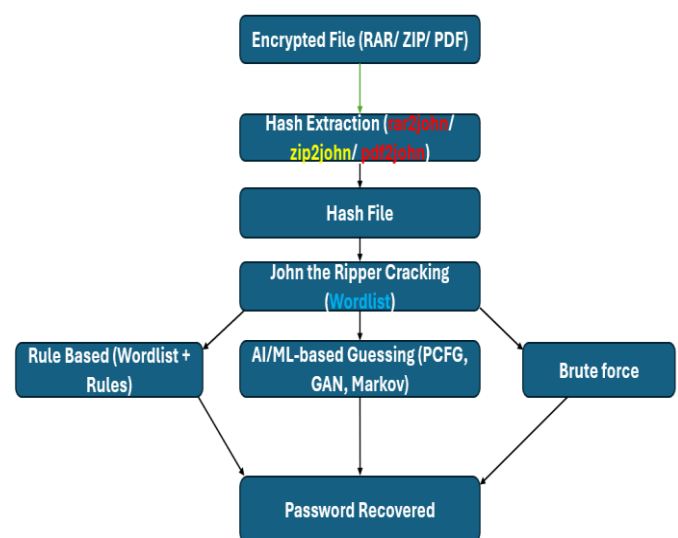 Encrypted File (RAR/ ZIP/ PDF)
Hash Extraction (rar2john/
zip2john/ pdf2john)
Hash File
John the Ripper Cracking
(Wordlist)
Rule Based (Wordlist +
Rules)
AI/ML-based Guessing (PCFG,
GAN, Markov)
Brute force
Password Recovered